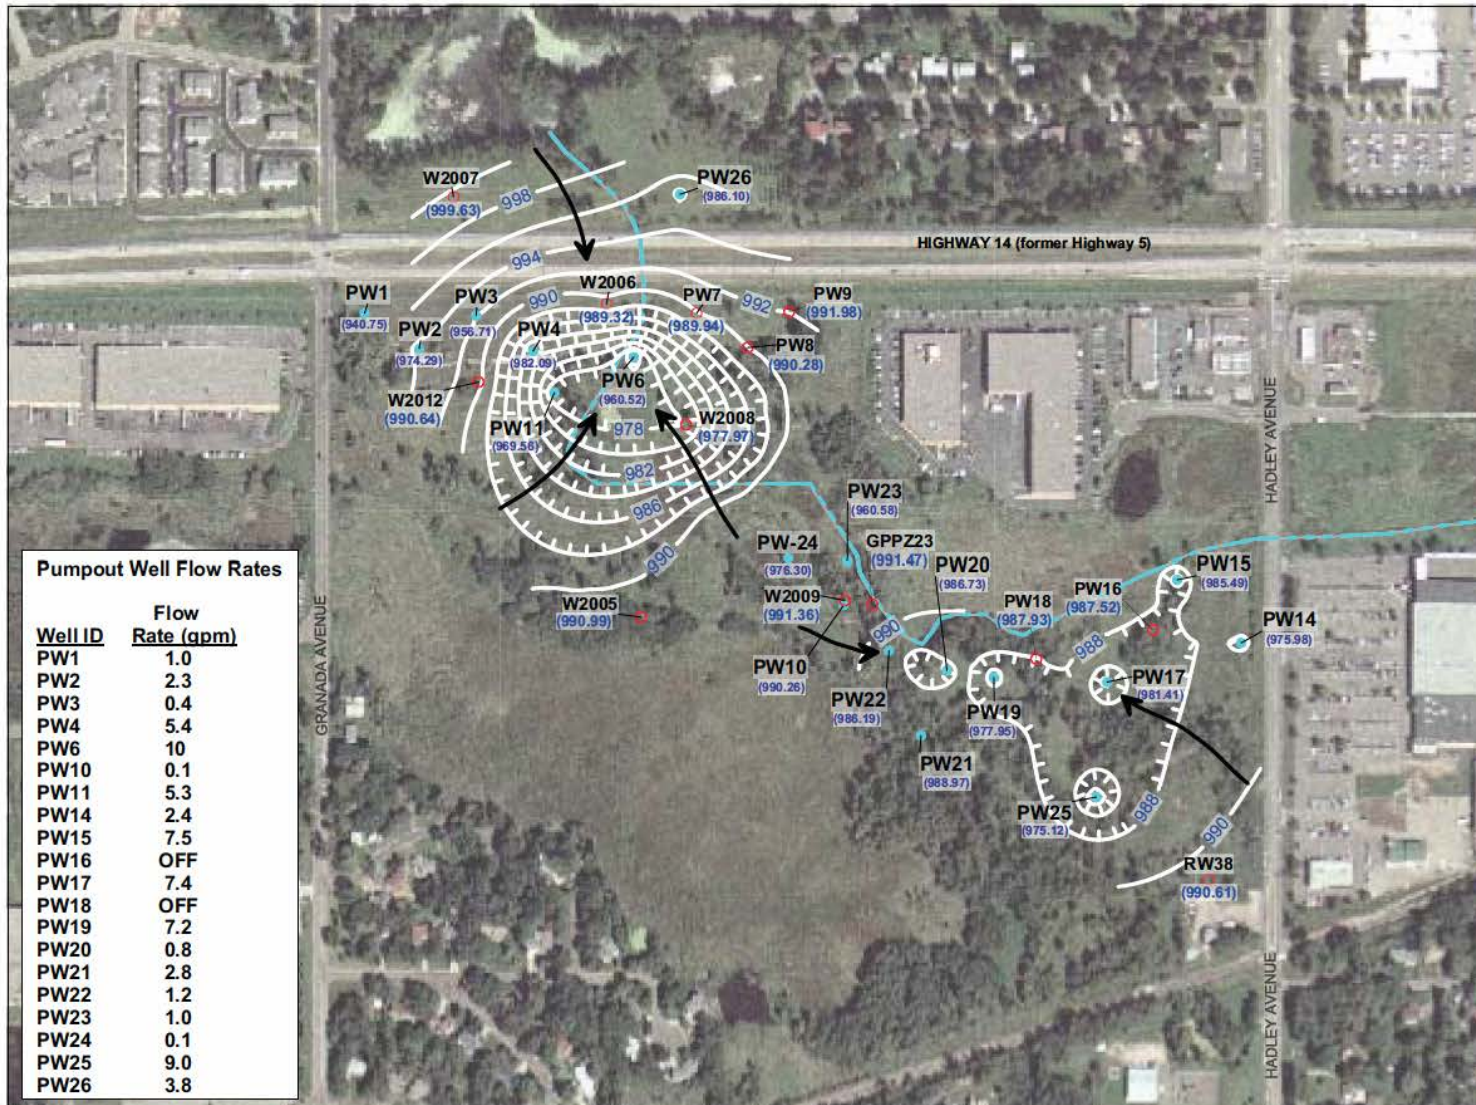 W2007
(999.63)
998
PW26
(986.10)
HIGHWAY 14 (former Highway 5)
994
PW1
(940.75)
PW3
(956.71)
990
W2006
(989.32)
PW7
(989.94)
992
PW9
(991.98)
PW2
(974.29)
PW4
(982.09)
PW8
(990.28)
PW6
(960.52)
W2012
(990.64)
PW11
(969.56)
978
W2008
(977.97)
982
986
990
HADLEY AVENUE
PW23
(960.58)
PW-24
(976.30)
GPPZ23
(991.47)
PW20
(986.73)
PW15
(985.49)
W2005
(990.99)
W2009
(991.36)
990
PW18
(987.93)
PW16
(987.52)
988
PW14
(975.98)
PW10
(990.26)
PW22
(986.19)
PW19
(977.95)
PW17
(981.41)
PW21
(988.97)
PW25
(975.12)
988
990
RW38
(990.61)
GRANADA AVENUE
HADLEY AVENUE
Pumpout Well Flow Rates
Flow
Well ID Rate (gpm)
PW1 1.0
PW2 2.3
PW3 0.4
PW4 5.4
PW6 10
PW10 0.1
PW11 5.3
PW14 2.4
PW15 7.5
PW16 OFF
PW17 7.4
PW18 OFF
PW19 7.2
PW20 0.8
PW21 2.8
PW22 1.2
PW23 1.0
PW24 0.1
PW25 9.0
PW26 3.8